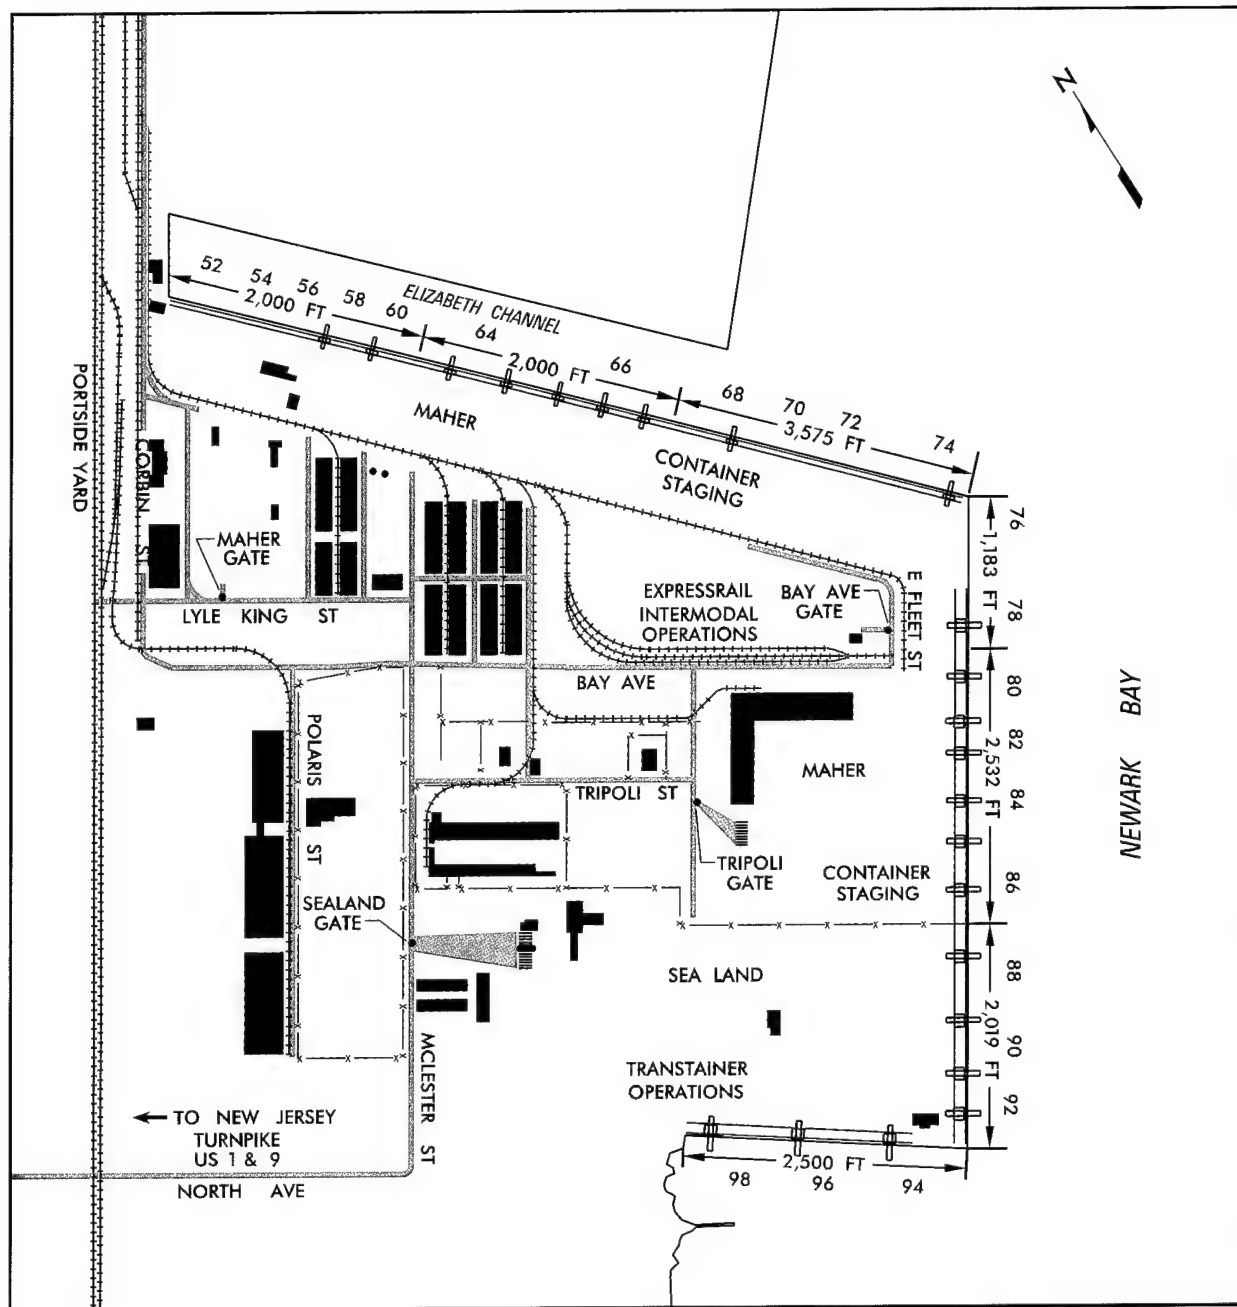 N
52
54
56
58
60
2,000 FT
ELIZABETH CHANNEL
64
66
2,000 FT
68
70
72
74
3,575 FT
MAHER
CONTAINER
STAGING
PORTSIDE YARD
CORBIN ST
MAHER
GATE
LYLE KING ST
EXPRESSRAIL
INTERMODAL
OPERATIONS
BAY AVE
GATE
E FLEET ST
76
1,183 FT
78
BAY AVE
80
82
2,532 FT
84
86
NEWARK BAY
POLARIS ST
TRIPOLI ST
MAHER
TRIPOLI
GATE
CONTAINER
STAGING
SEALAND
GATE
SEA LAND
88
2,019 FT
90
92
MCLESTER ST
TRANSTAINER
OPERATIONS
TO NEW JERSEY
TURNPIKE
US 1 & 9
NORTH AVE
2,500 FT
98
96
94